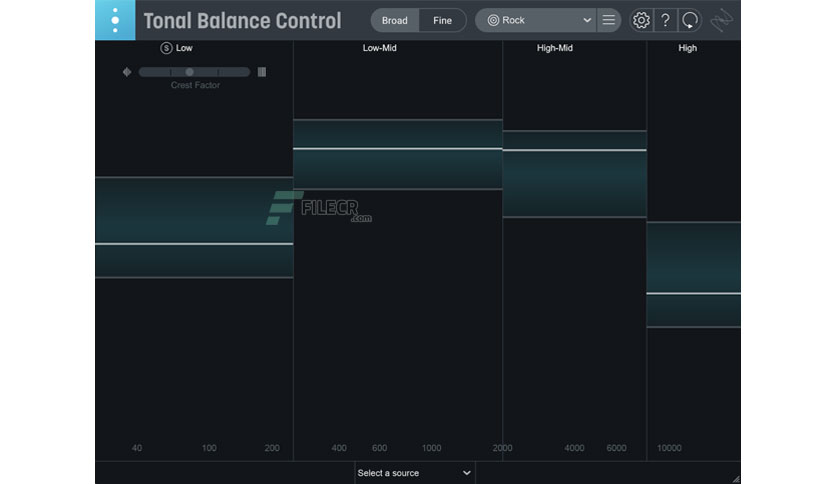 Tonal Balance Control Broad Fine Rock ?
S Low Low-Mid High-Mid High
Crest Factor
FILECR
.com
40 100 200 400 600 1000 2000 4000 6000 10000
Select a source